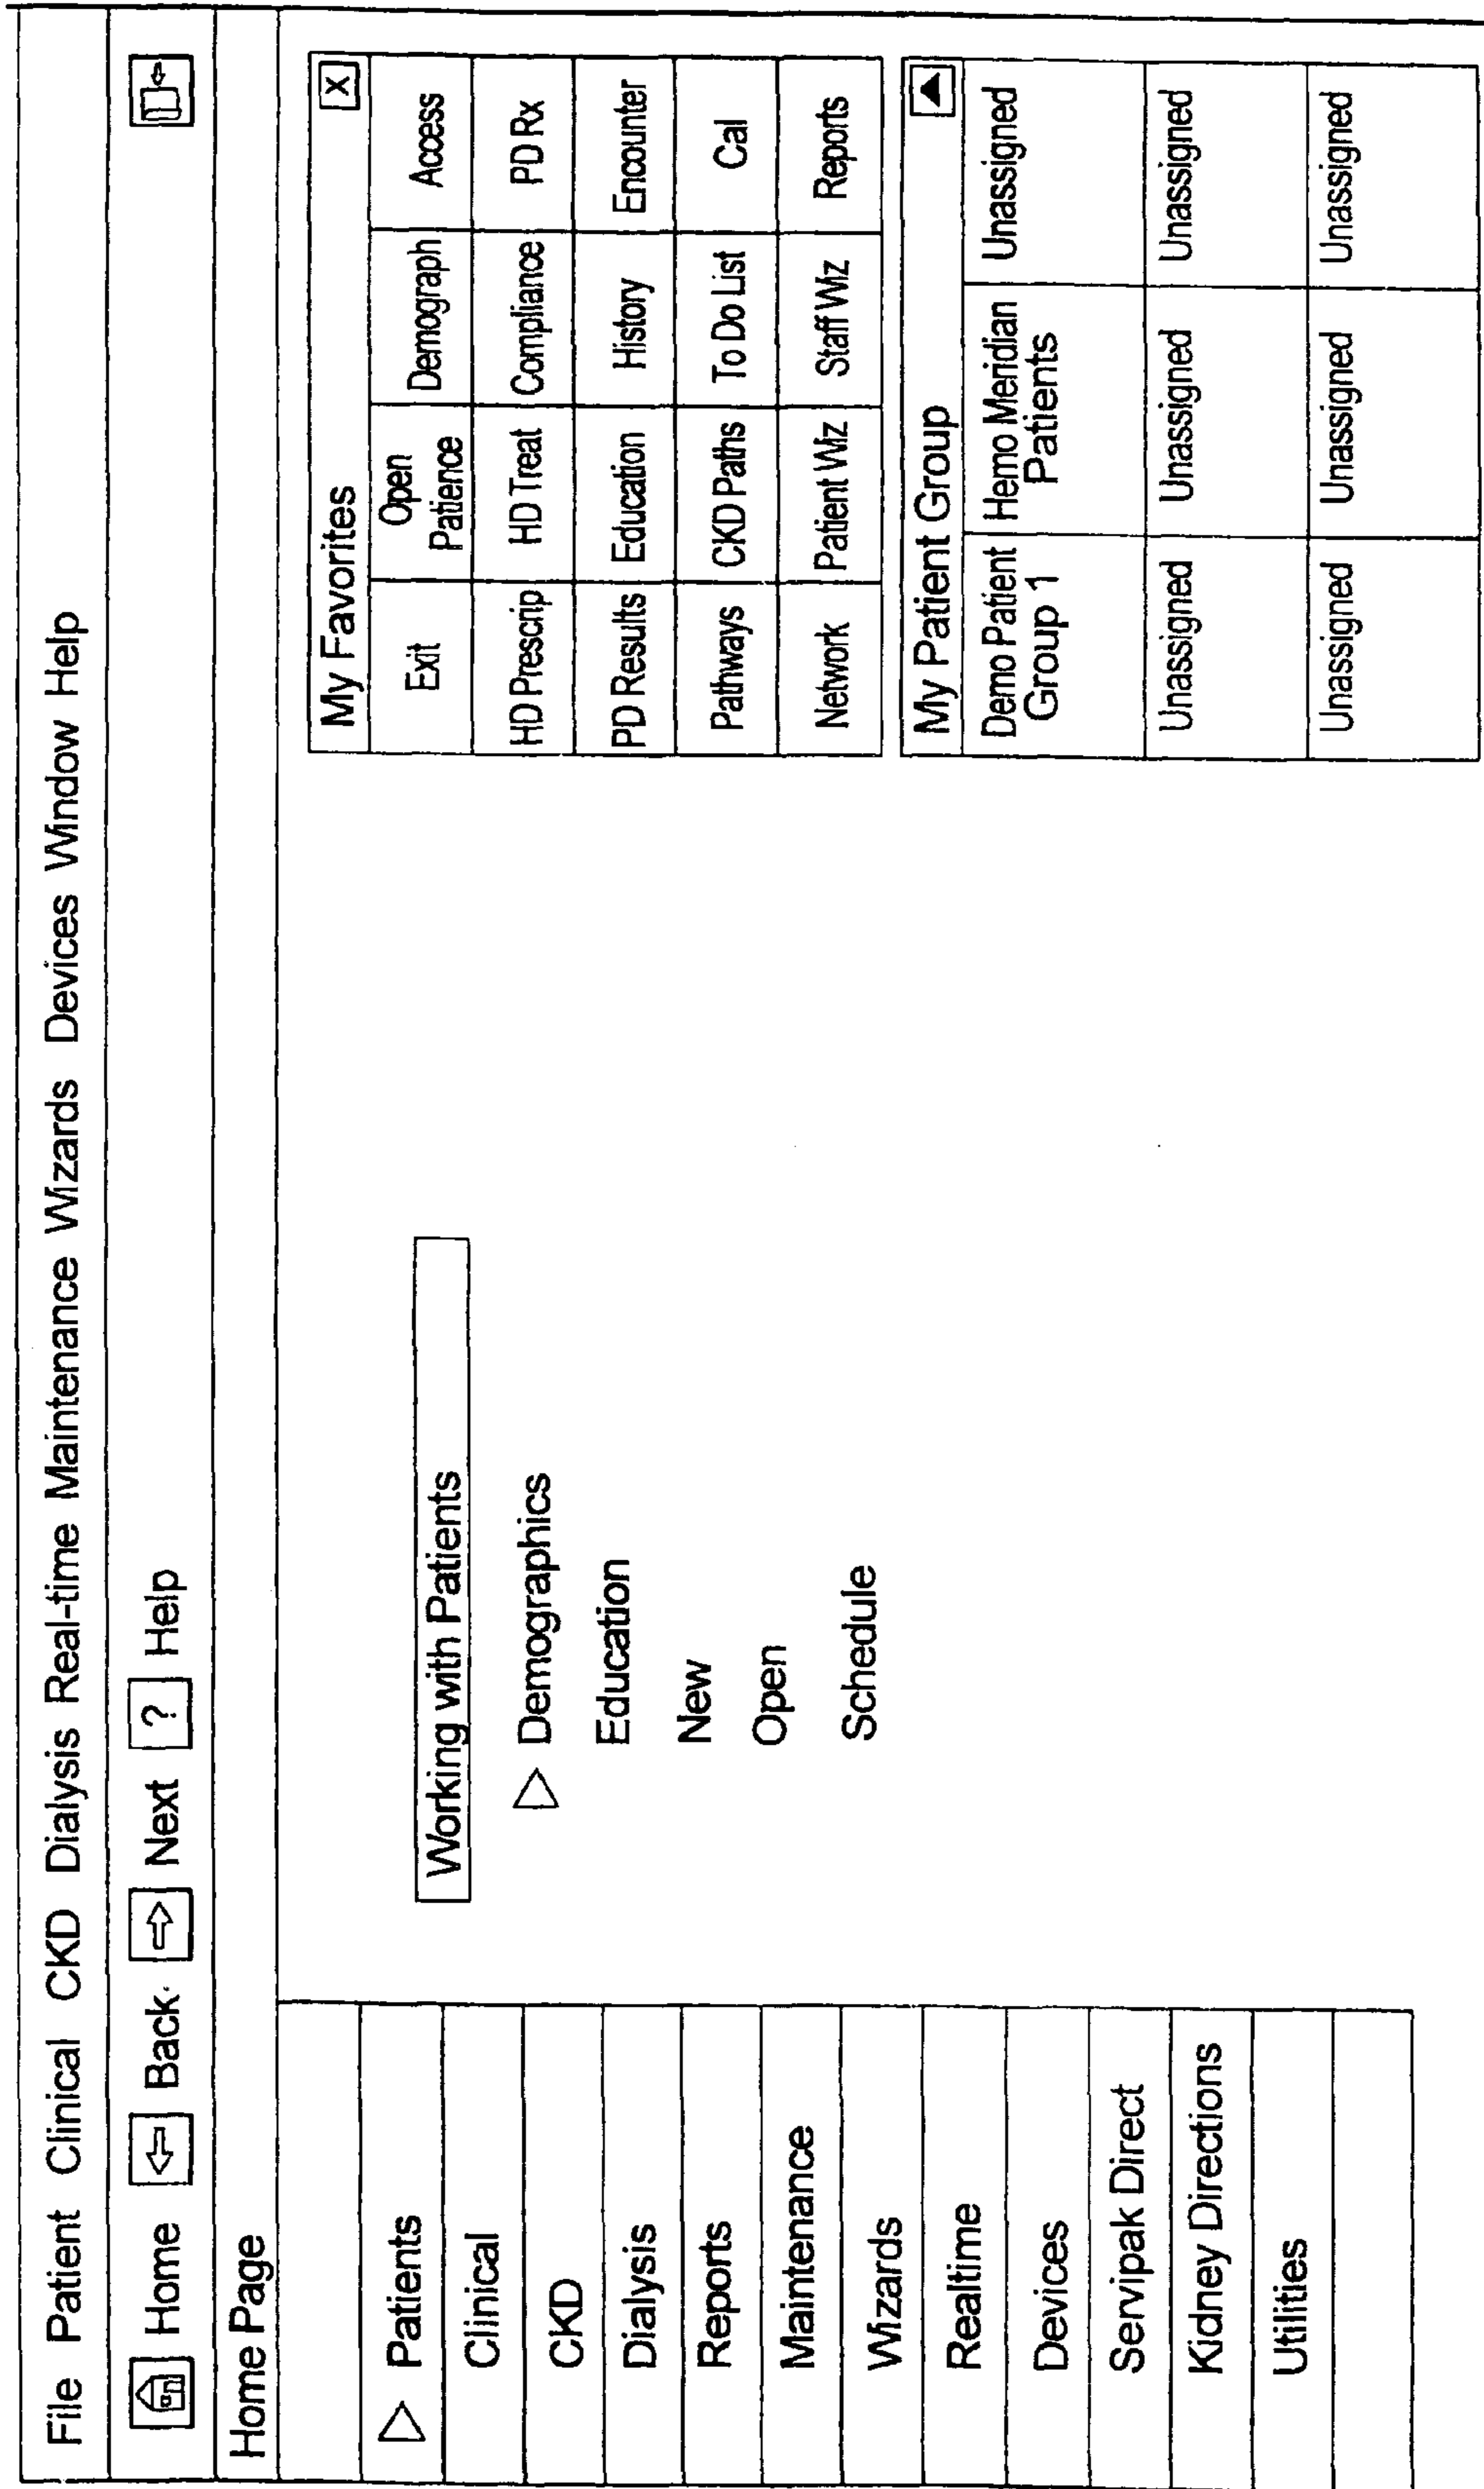 File Patient Clinical CKD Dialysis Real-time Maintenance Wizards Devices Window Help
Home Back Next ? Help
Home Page
Patients
Clinical
CKD
Dialysis
Reports
Maintenance
Wizards
Realtime
Devices
Servipak Direct
Kidney Directions
Utilities
Working with Patients
Demographics
Education
New
Open
Schedule
My Favorites X
Exit Open Patience Demograph Access
HD Prescrip HD Treat Compliance PD Rx
PD Results Education History Encounter
Pathways CKD Paths To Do List Cal
Network Patient Wiz Staff Wiz Reports
My Patient Group
Demo Patient Group 1 Hemo Meridian Patients Unassigned
Unassigned Unassigned Unassigned
Unassigned Unassigned Unassigned